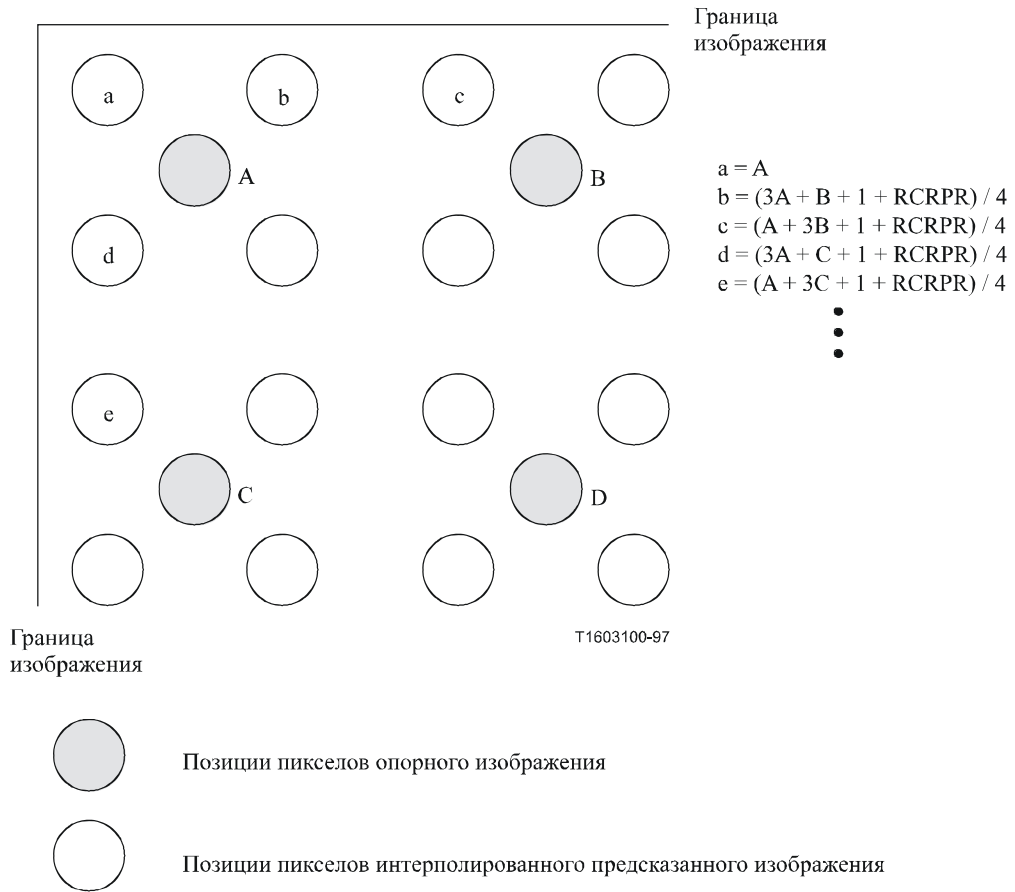 Граница
изображения
a
b
c
A
B
a = A
b = (3A + B + 1 + RCRPR) / 4
c = (A + 3B + 1 + RCRPR) / 4
d = (3A + C + 1 + RCRPR) / 4
e = (A + 3C + 1 + RCRPR) / 4
d
e
C
D
Граница
изображения
T1603100-97
Позиции пикселов опорного изображения
Позиции пикселов интерполированного предсказанного изображения